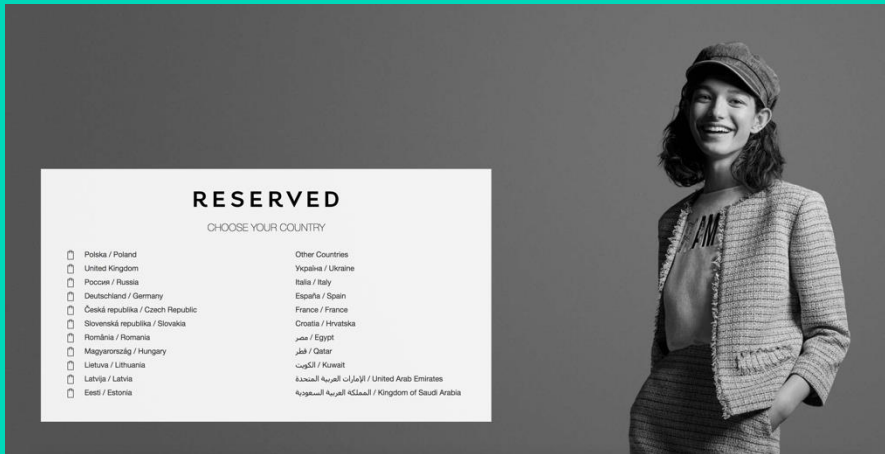 RESERVED
CHOOSE YOUR COUNTRY
Polska / Poland
United Kingdom
Россия / Russia
Deutschland / Germany
Česká republika / Czech Republic
Slovenská republika / Slovakia
România / Romania
Magyarország / Hungary
Lietuva / Lithuania
Latvija / Latvia
Eesti / Estonia
Other Countries
Україна / Ukraine
Italia / Italy
España / Spain
France / France
Croatia / Hrvatska
مصر / Egypt
قطر / Qatar
الكويت / Kuwait
الإمارات العربية المتحدة / United Arab Emirates
المملكة العربية السعودية / Kingdom of Saudi Arabia
AM